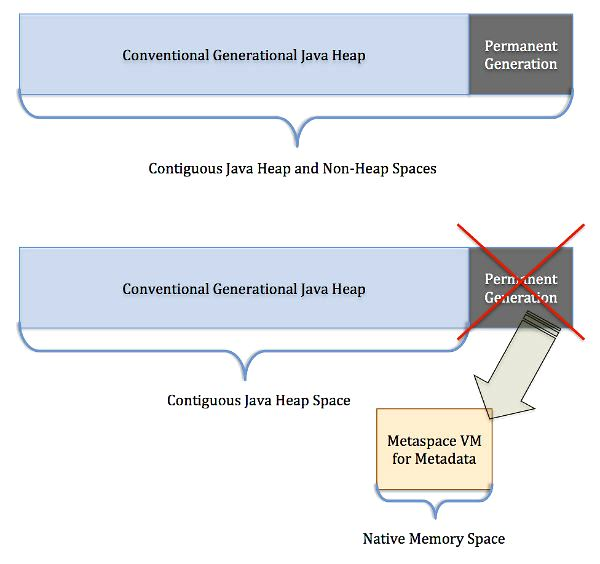 Conventional Generational Java Heap
Permanent
Generation
Contiguous Java Heap and Non-Heap Spaces
Conventional Generational Java Heap
Permanent
Generation
Contiguous Java Heap Space
Metaspace VM
for Metadata
Native Memory Space